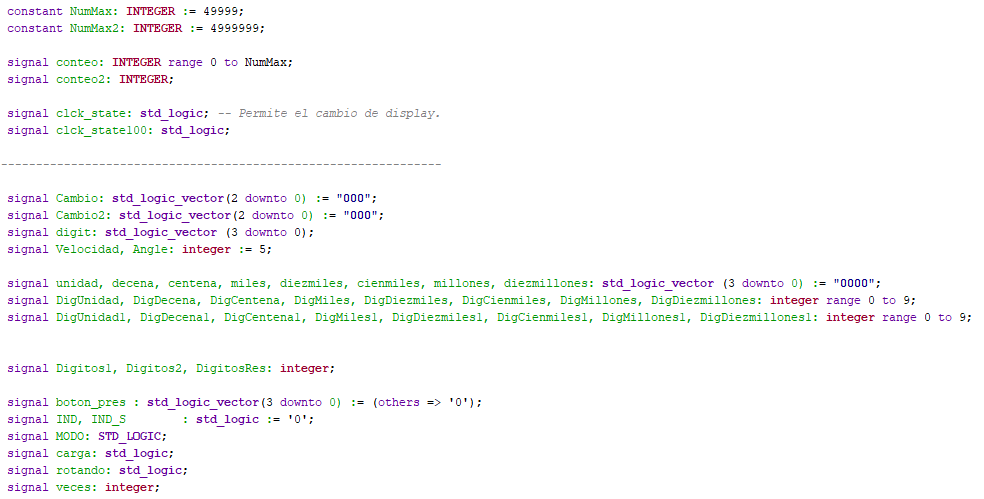 constant NumMax: INTEGER := 49999;
constant NumMax2: INTEGER := 4999999;
signal conteo: INTEGER range 0 to NumMax;
signal conteo2: INTEGER;
signal clck_state: std_logic; -- Permite el cambio de display.
signal clck_state100: std_logic;
---------------------------------------------------------------
signal Cambio: std_logic_vector(2 downto 0) := "000";
signal Cambio2: std_logic_vector(2 downto 0) := "000";
signal digit: std_logic_vector (3 downto 0);
signal Velocidad, Angle: integer := 5;
signal unidad, decena, centena, miles, diezmiles, cienmiles, millones, diezmillones: std_logic_vector (3 downto 0) := "0000";
signal DigUnidad, DigDecena, DigCentena, DigMiles, DigDiezmiles, DigCienmiles, DigMillones, DigDiezmillones: integer range 0 to 9;
signal DigUnidad1, DigDecena1, DigCentena1, DigMiles1, DigDiezmiles1, DigCienmiles1, DigMillones1, DigDiezmillones1: integer range 0 to 9;
signal Digitos1, Digitos2, DigitosRes: integer;
signal boton_pres : std_logic_vector(3 downto 0) := (others => '0');
signal IND, IND_S        : std_logic := '0';
signal MODO: STD_LOGIC;
signal carga: std_logic;
signal rotando: std_logic;
signal veces: integer;